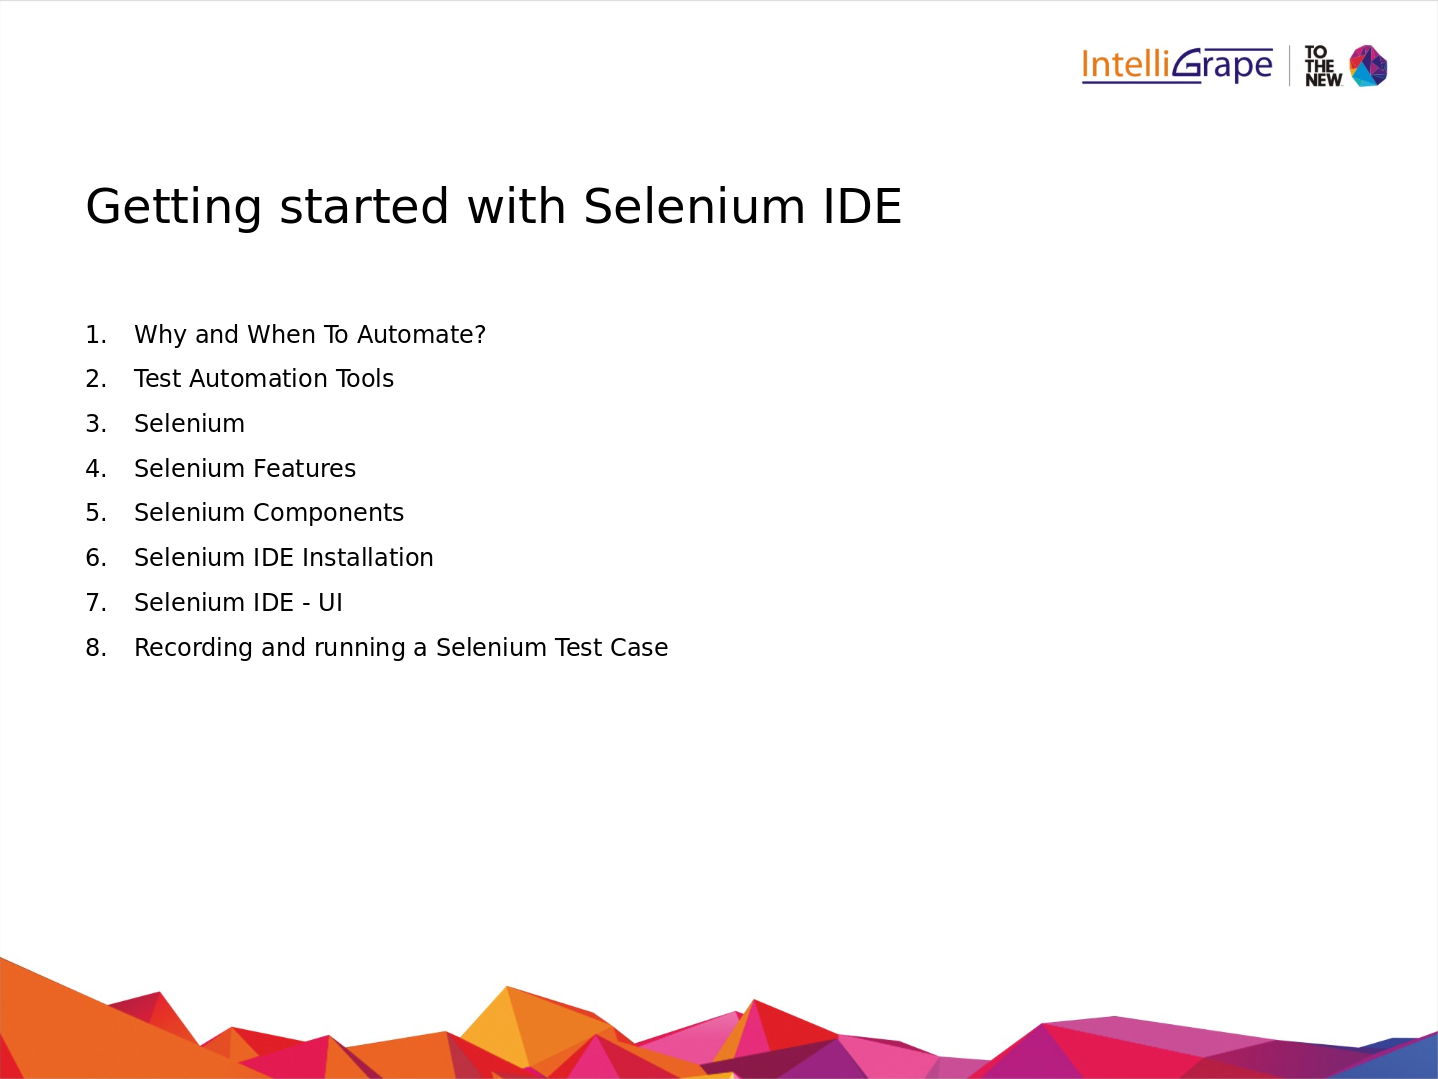 IntelliGrape
TO
THE
NEW
Getting started with Selenium IDE
1. Why and When To Automate?
2. Test Automation Tools
3. Selenium
4. Selenium Features
5. Selenium Components
6. Selenium IDE Installation
7. Selenium IDE - UI
8. Recording and running a Selenium Test Case